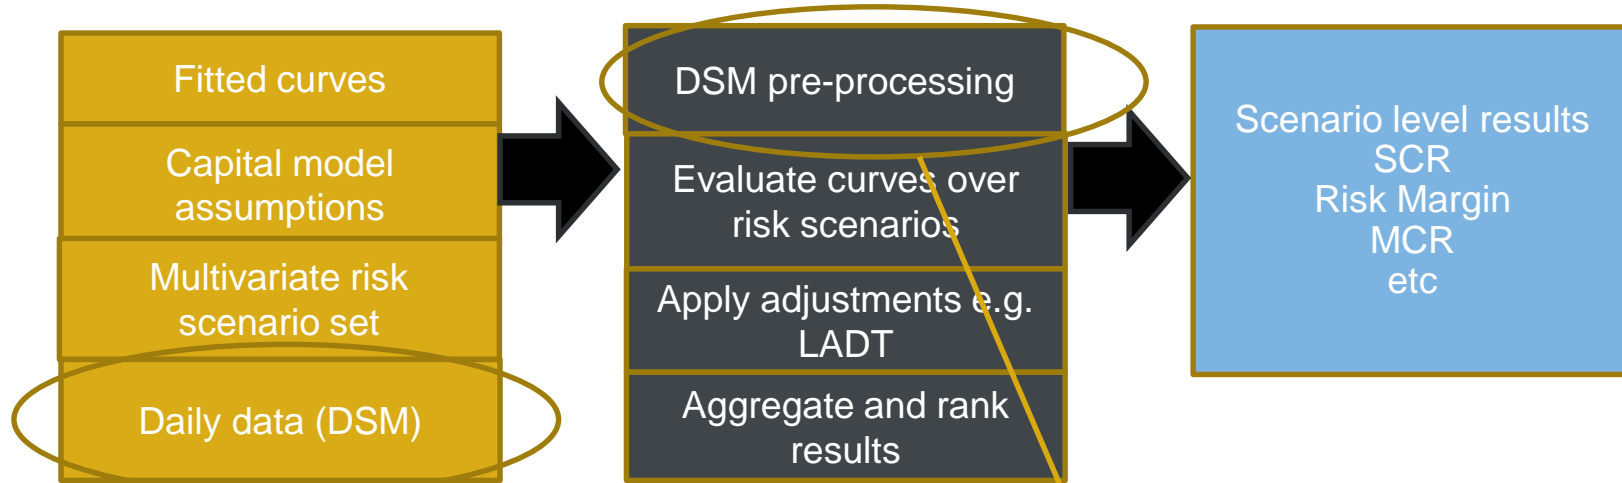 Fitted curves
Capital model
assumptions
Multivariate risk
scenario set
Daily data (DSM)
DSM pre-processing
Evaluate curves over
risk scenarios
Apply adjustments e.g.
LADT
Aggregate and rank
results
Scenario level results
SCR
Risk Margin
MCR
etc